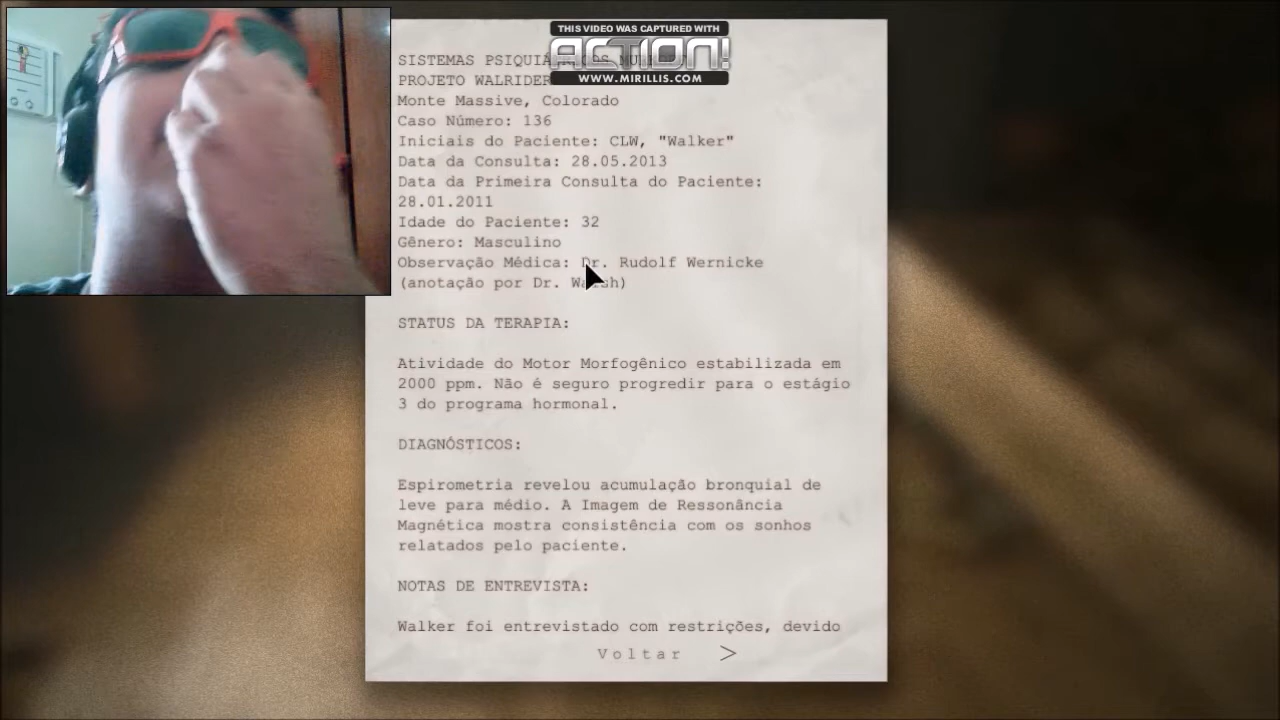 THIS VIDEO WAS CAPTURED WITH
ACTION!
WWW.MIRILLIS.COM
SISTEMAS PSIQUIÁTRICOS
PROJETO WALRIDER
Monte Massive, Colorado
Caso Número: 136
Iniciais do Paciente: CLW, "Walker"
Data da Consulta: 28.05.2013
Data da Primeira Consulta do Paciente:
28.01.2011
Idade do Paciente: 32
Gênero: Masculino
Observação Médica: Dr. Rudolf Wernicke
(anotação por Dr.
STATUS DA TERAPIA:
Atividade do Motor Morfogênico estabilizada em
2000 ppm. Não é seguro progredir para o estágio
3 do programa hormonal.
DIAGNÓSTICOS:
Espirometria revelou acumulação bronquial de
leve para médio. A Imagem de Ressonância
Magnética mostra consistência com os sonhos
relatados pelo paciente.
NOTAS DE ENTREVISTA:
Walker foi entrevistado com restrições, devido
Voltar >